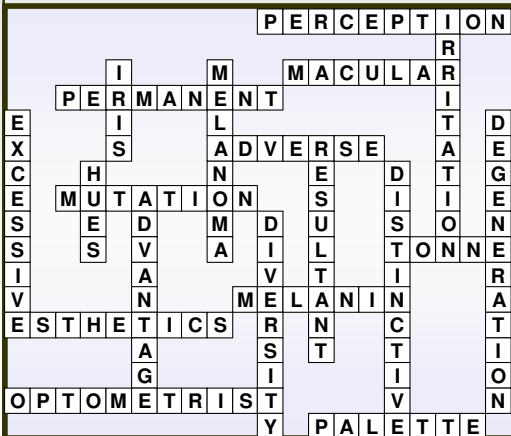 PERCEPTION
IRRITATION
IRIS
MELANOMA
MACULAR
PERMANENT
EXCESSIVE
DEGENERATION
ADVERSE
RESULTANT
HUES
DISTINCTIVE
MUTATION
ADVANTAGE
DIVERSITY
TONNE
MELANIN
ESTHETICS
OPTOMETRIST
PALETTE